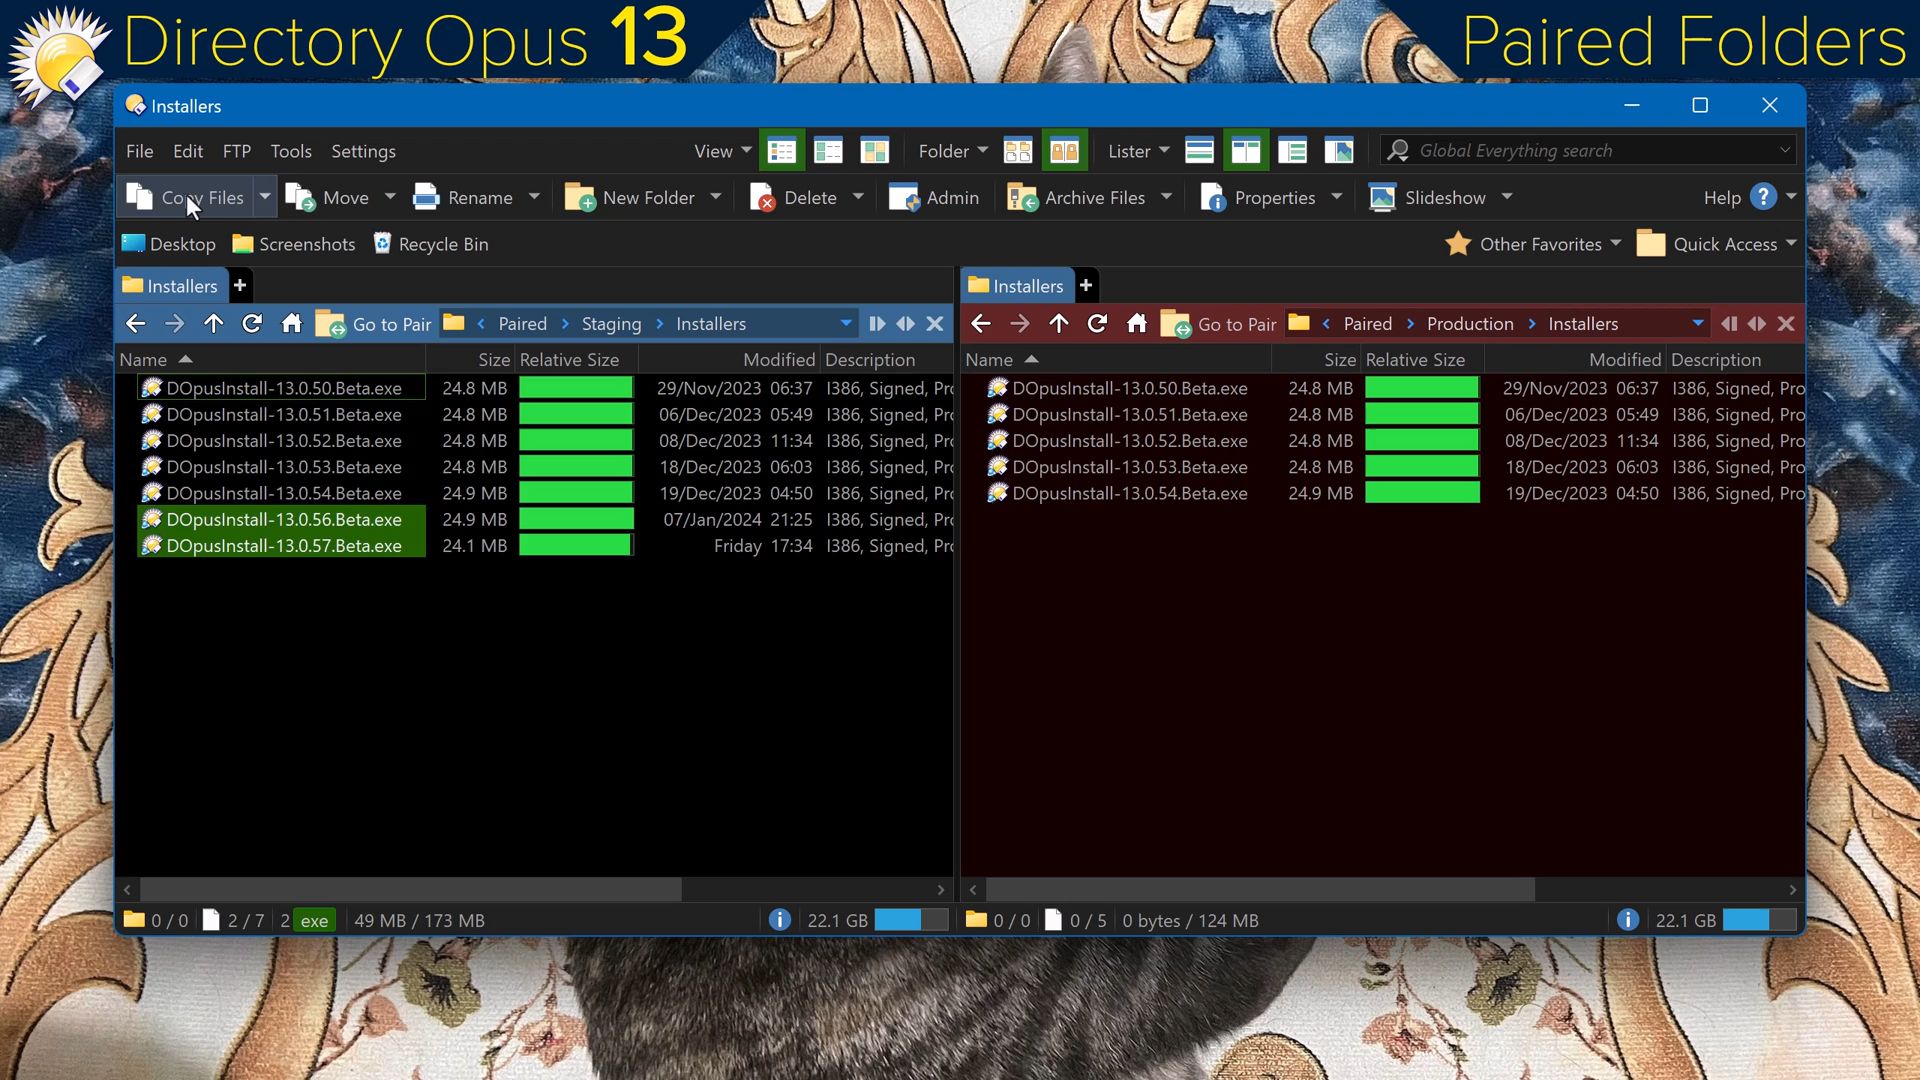 Directory Opus 13
Paired Folders
Installers
File Edit FTP Tools Settings View Folder Lister Global Everything search
Copy Files Move Rename New Folder Delete Admin Archive Files Properties Slideshow Help ?
Desktop Screenshots Recycle Bin Other Favorites Quick Access
Installers +
Go to Pair Paired Staging Installers
Name Size Relative Size Modified Description
DOpusInstall-13.0.50.Beta.exe 24.8 MB 29/Nov/2023 06:37 I386, Signed, Pro
DOpusInstall-13.0.51.Beta.exe 24.8 MB 06/Dec/2023 05:49 I386, Signed, Pro
DOpusInstall-13.0.52.Beta.exe 24.8 MB 08/Dec/2023 11:34 I386, Signed, Pro
DOpusInstall-13.0.53.Beta.exe 24.8 MB 18/Dec/2023 06:03 I386, Signed, Pro
DOpusInstall-13.0.54.Beta.exe 24.9 MB 19/Dec/2023 04:50 I386, Signed, Pro
DOpusInstall-13.0.56.Beta.exe 24.9 MB 07/Jan/2024 21:25 I386, Signed, Pro
DOpusInstall-13.0.57.Beta.exe 24.1 MB Friday 17:34 I386, Signed, Pro
0 / 0 2 / 7 2 exe 49 MB / 173 MB 22.1 GB
Installers +
Go to Pair Paired Production Installers
Name Size Relative Size Modified Description
DOpusInstall-13.0.50.Beta.exe 24.8 MB 29/Nov/2023 06:37 I386, Signed, Pro
DOpusInstall-13.0.51.Beta.exe 24.8 MB 06/Dec/2023 05:49 I386, Signed, Pro
DOpusInstall-13.0.52.Beta.exe 24.8 MB 08/Dec/2023 11:34 I386, Signed, Pro
DOpusInstall-13.0.53.Beta.exe 24.8 MB 18/Dec/2023 06:03 I386, Signed, Pro
DOpusInstall-13.0.54.Beta.exe 24.9 MB 19/Dec/2023 04:50 I386, Signed, Pro
0 / 0 0 / 5 0 bytes / 124 MB 22.1 GB